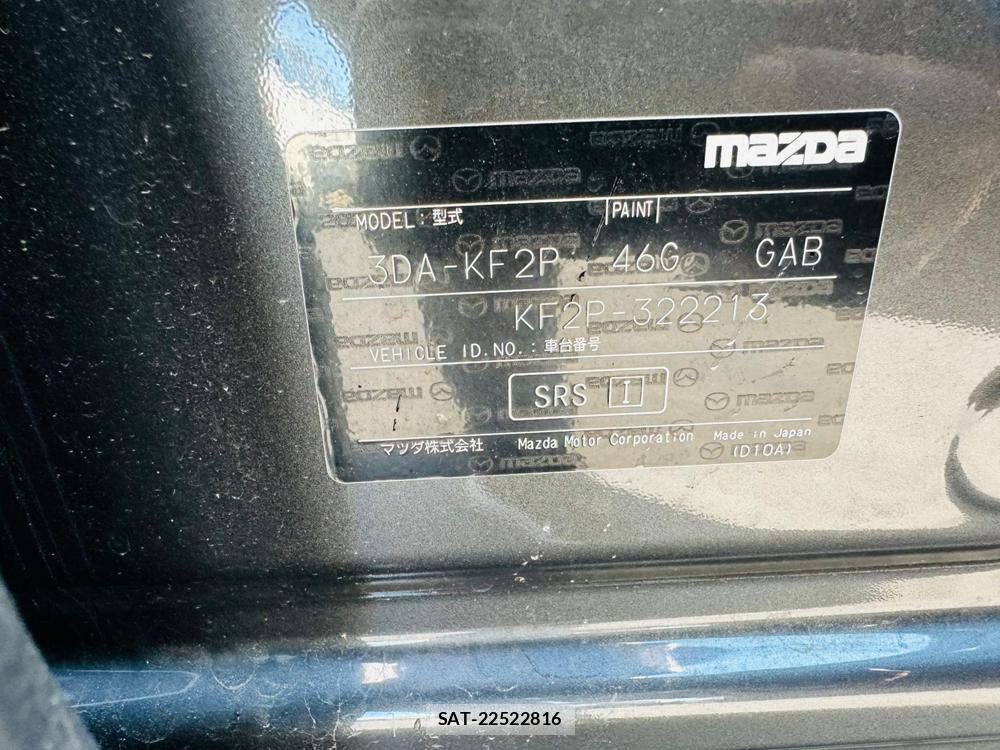 mazda
MODEL: 型式 PAINT
3DA-KF2P 46G GAB
KF2P-322213
VEHICLE ID.NO.: 車台番号
SRS I
マツダ株式会社 Mazda Motor Corporation Made in Japan
(D10A)
SAT-22522816